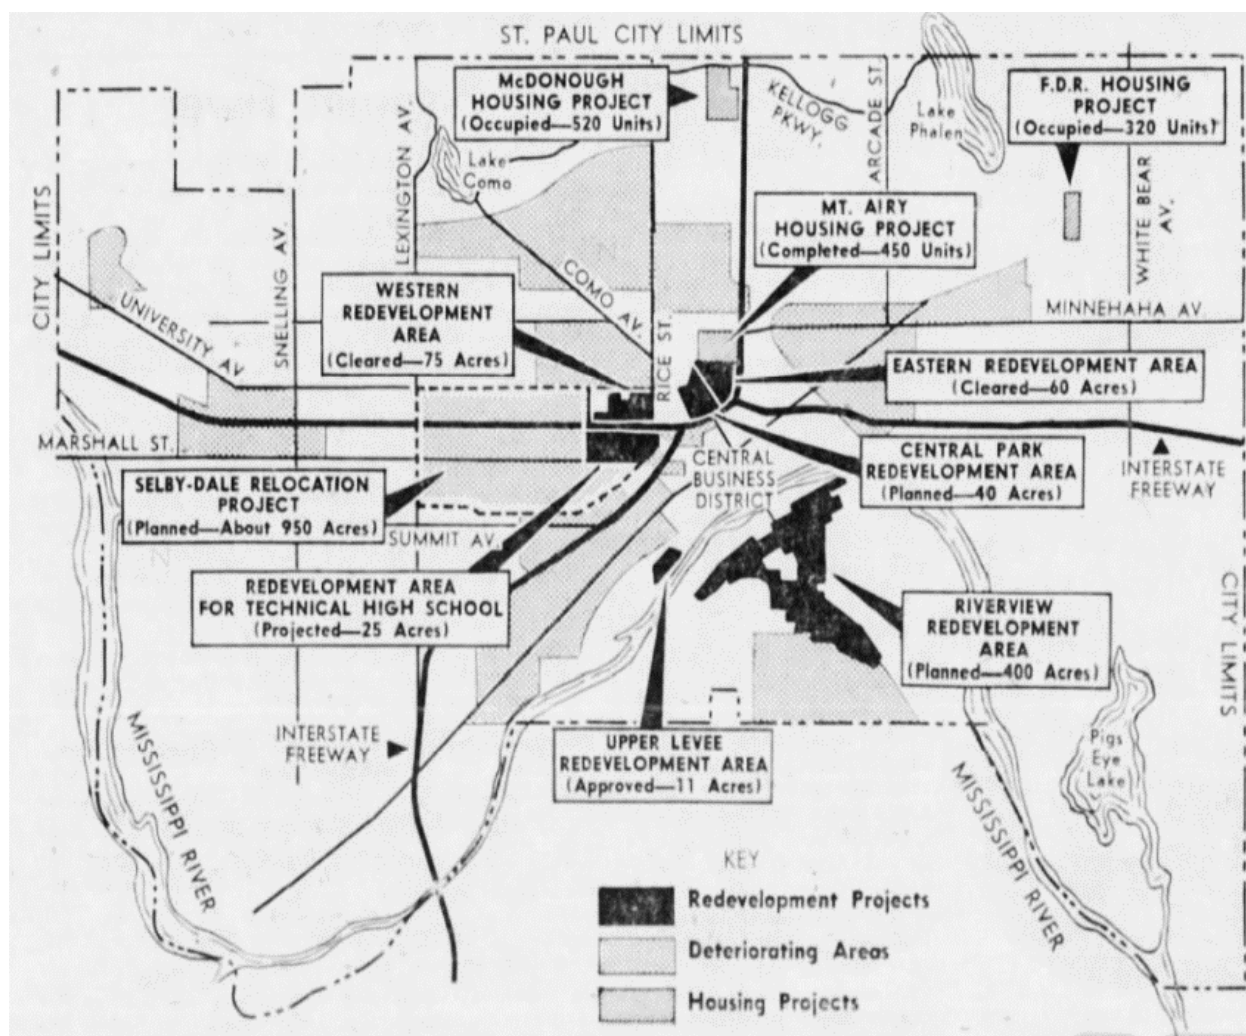 ST. PAUL CITY LIMITS
McDONOUGH
HOUSING PROJECT
(Occupied—520 Units)
KELLOGG
PKWY.
ARCADE ST.
Lake
Phalen
F.D.R. HOUSING
PROJECT
(Occupied—320 Units)
CITY LIMITS
SNELLING AV.
LEXINGTON AV.
Lake
Como
MT. AIRY
HOUSING PROJECT
(Completed—450 Units)
WHITE BEAR
AV.
UNIVERSITY AV
WESTERN
REDEVELOPMENT
AREA
(Cleared—75 Acres)
COMO AV.
RICE ST.
MINNEHAHA AV.
EASTERN REDEVELOPMENT AREA
(Cleared—60 Acres)
MARSHALL ST.
SELBY-DALE RELOCATION
PROJECT
(Planned—About 950 Acres)
SUMMIT AV.
CENTRAL
BUSINESS
DISTRICT
CENTRAL PARK
REDEVELOPMENT AREA
(Planned—40 Acres)
INTERSTATE
FREEWAY
REDEVELOPMENT AREA
FOR TECHNICAL HIGH SCHOOL
(Projected—25 Acres)
RIVERVIEW
REDEVELOPMENT
AREA
(Planned—400 Acres)
CITY LIMITS
MISSISSIPPI RIVER
INTERSTATE
FREEWAY
UPPER LEVEE
REDEVELOPMENT AREA
(Approved—11 Acres)
MISSISSIPPI RIVER
Pigs
Eye
Lake
KEY
Redevelopment Projects
Deteriorating Areas
Housing Projects